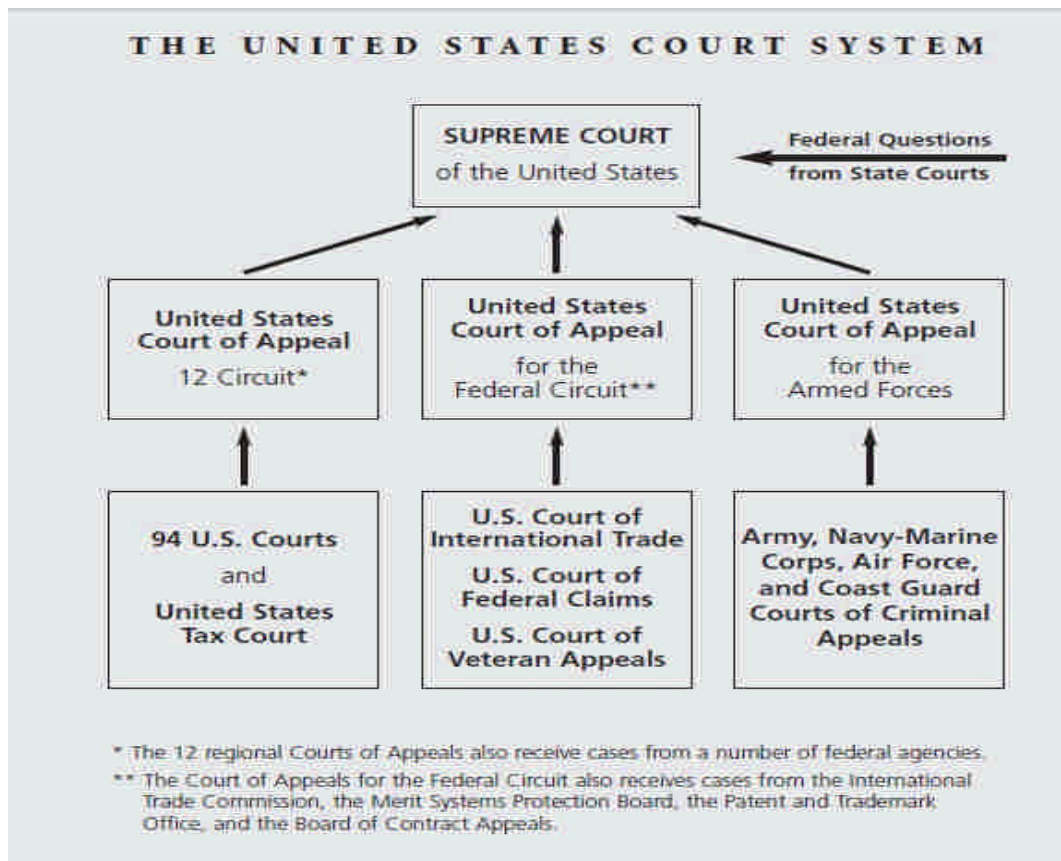 THE UNITED STATES COURT SYSTEM
SUPREME COURT
of the United States
Federal Questions
from State Courts
United States
Court of Appeal
12 Circuit*
United States
Court of Appeal
for the
Federal Circuit**
United States
Court of Appeal
for the
Armed Forces
94 U.S. Courts
and
United States
Tax Court
U.S. Court of
International Trade
U.S. Court of
Federal Claims
U.S. Court of
Veteran Appeals
Army, Navy-Marine
Corps, Air Force,
and Coast Guard
Courts of Criminal
Appeals
* The 12 regional Courts of Appeals also receive cases from a number of federal agencies.
** The Court of Appeals for the Federal Circuit also receives cases from the International
Trade Commission, the Merit Systems Protection Board, the Patent and Trademark
Office, and the Board of Contract Appeals.